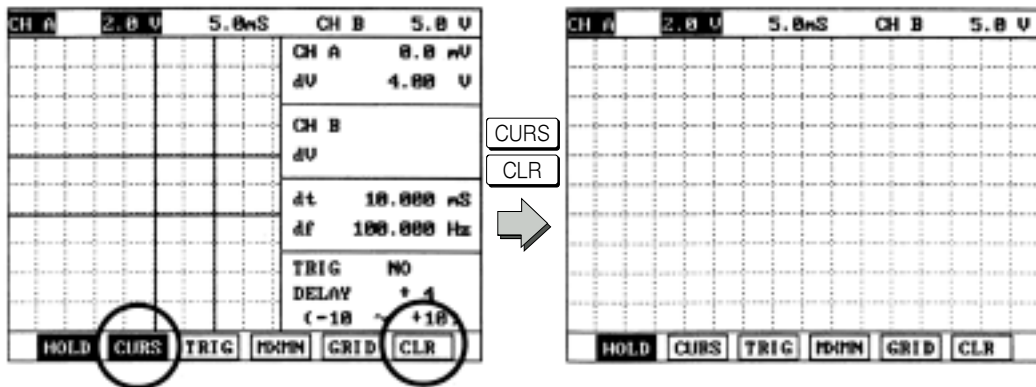 CH A 2.0 V 5.0mS CH B 5.0 V
CH A 0.0 mV
dV 4.00 V
CH B
dV
dt 10.000 mS
df 100.000 Hz
TRIG NO
DELAY + 4
(-10 ~ +10)
HOLD CURS TRIG MXMN GRID CLR
CURS
CLR
CH A 2.0 V 5.0mS CH B 5.0 V
HOLD CURS TRIG MXMN GRID CLR